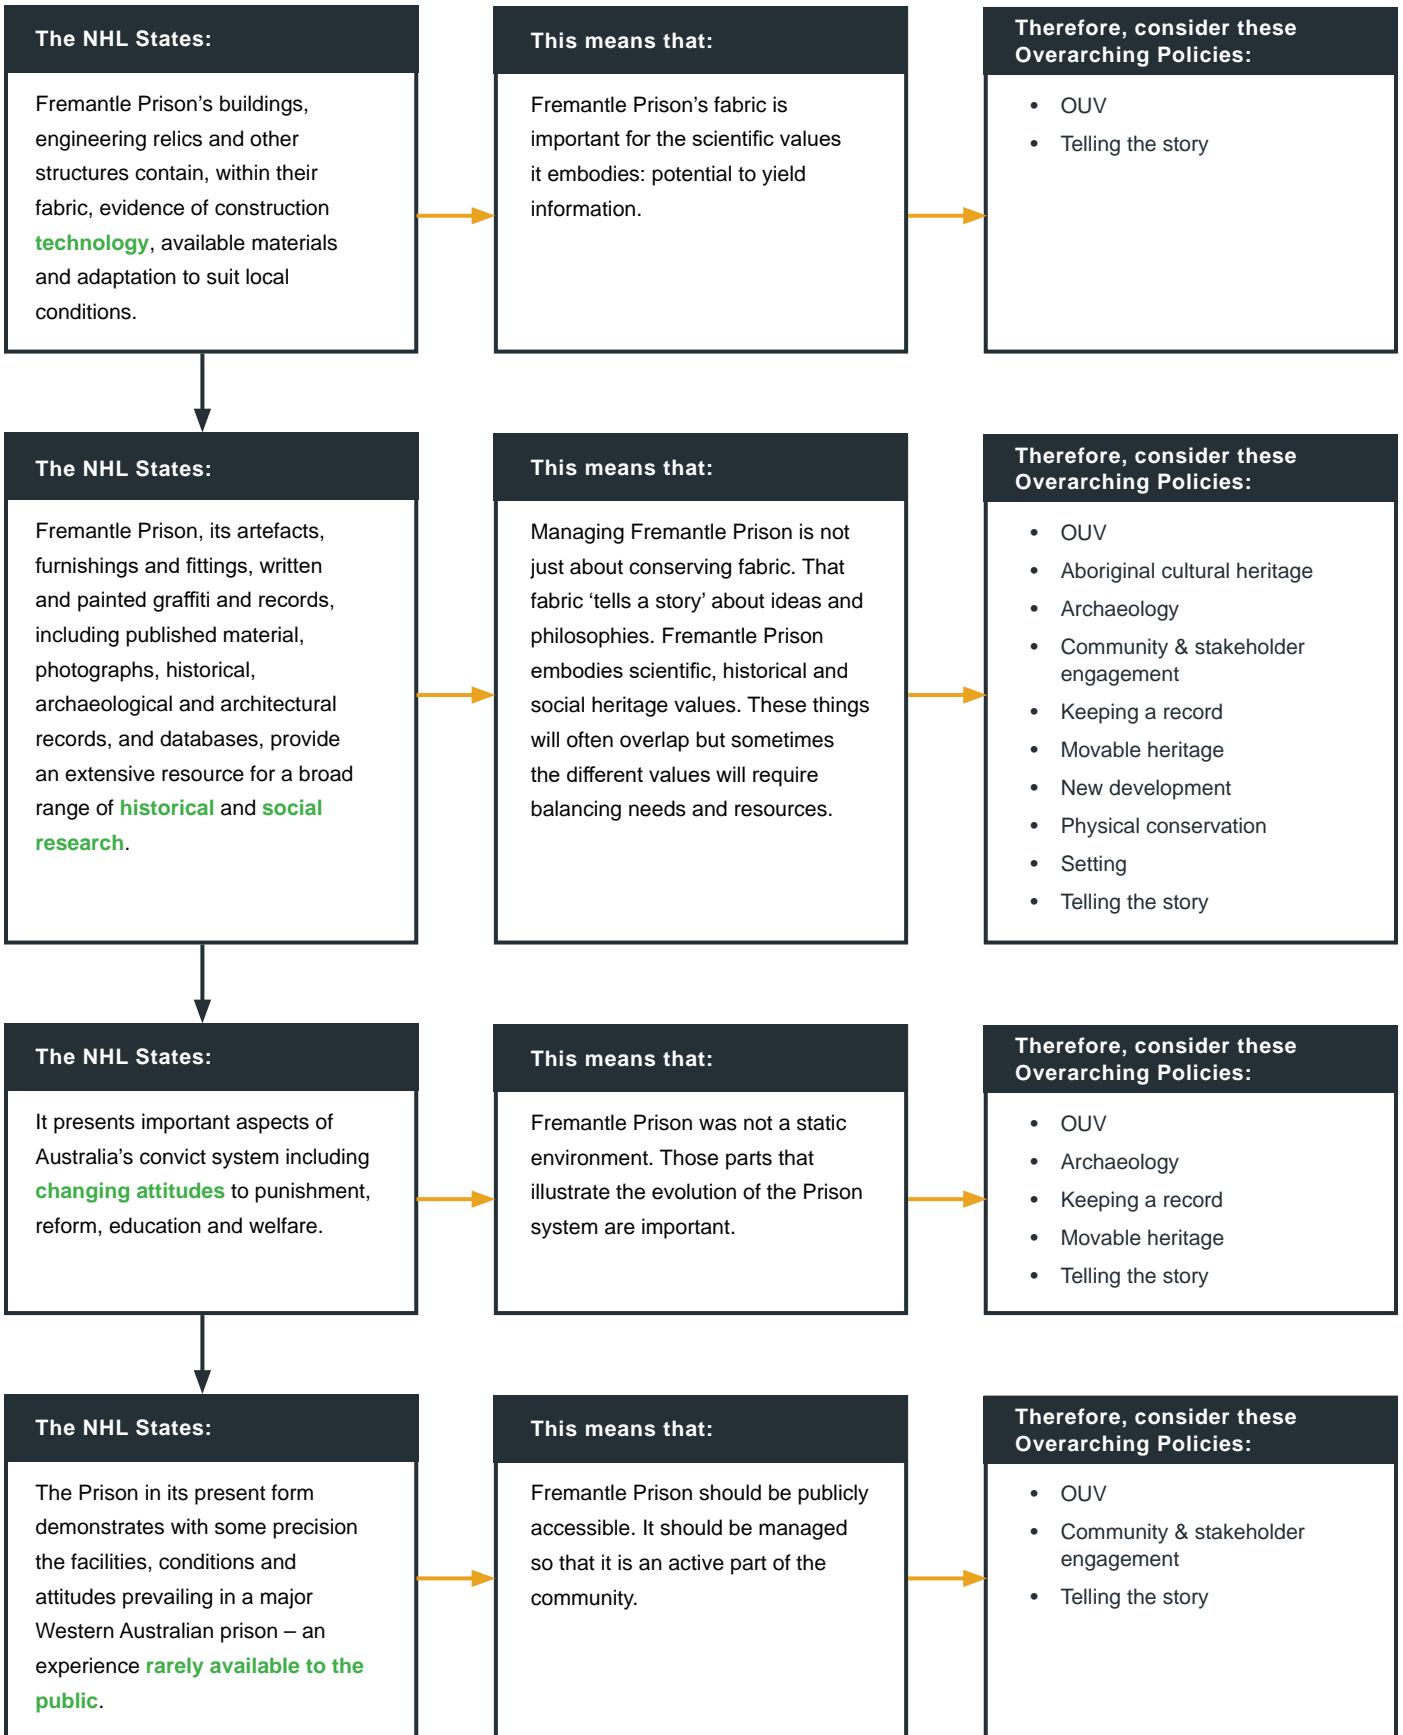 The NHL States:
Fremantle Prison’s buildings,
engineering relics and other
structures contain, within their
fabric, evidence of construction
technology, available materials
and adaptation to suit local
conditions.
This means that:
Fremantle Prison’s fabric is
important for the scientific values
it embodies: potential to yield
information.
Therefore, consider these
Overarching Policies:
• OUV
• Telling the story
The NHL States:
Fremantle Prison, its artefacts,
furnishings and fittings, written
and painted graffiti and records,
including published material,
photographs, historical,
archaeological and architectural
records, and databases, provide
an extensive resource for a broad
range of historical and social
research.
This means that:
Managing Fremantle Prison is not
just about conserving fabric. That
fabric ‘tells a story’ about ideas and
philosophies. Fremantle Prison
embodies scientific, historical and
social heritage values. These things
will often overlap but sometimes
the different values will require
balancing needs and resources.
Therefore, consider these
Overarching Policies:
• OUV
• Aboriginal cultural heritage
• Archaeology
• Community & stakeholder
engagement
• Keeping a record
• Movable heritage
• New development
• Physical conservation
• Setting
• Telling the story
The NHL States:
It presents important aspects of
Australia’s convict system including
changing attitudes to punishment,
reform, education and welfare.
This means that:
Fremantle Prison was not a static
environment. Those parts that
illustrate the evolution of the Prison
system are important.
Therefore, consider these
Overarching Policies:
• OUV
• Archaeology
• Keeping a record
• Movable heritage
• Telling the story
The NHL States:
The Prison in its present form
demonstrates with some precision
the facilities, conditions and
attitudes prevailing in a major
Western Australian prison – an
experience rarely available to the
public.
This means that:
Fremantle Prison should be publicly
accessible. It should be managed
so that it is an active part of the
community.
Therefore, consider these
Overarching Policies:
• OUV
• Community & stakeholder
engagement
• Telling the story